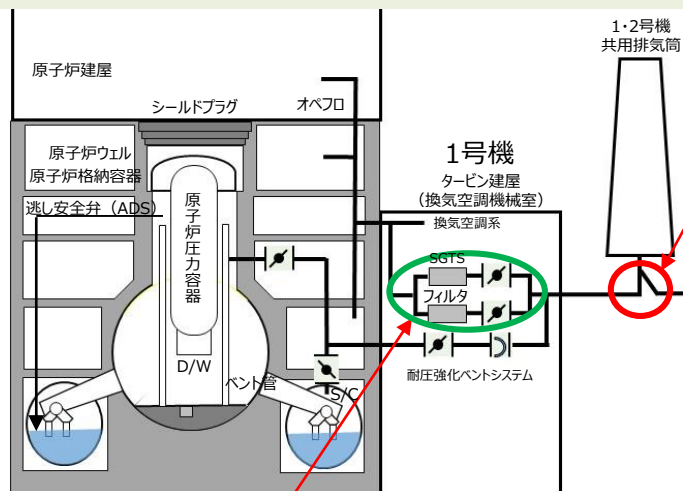 1・2号機
共用排気筒
原子炉建屋
シールドプラグ
オペフロ
原子炉ウェル
原子炉格納容器
逃し安全弁（ADS）
原子炉圧力容器
1号機
タービン建屋
（換気空調機械室）
換気空調系
SGTS
フィルタ
D/W
ベント管
S/C
耐圧強化ベントシステム